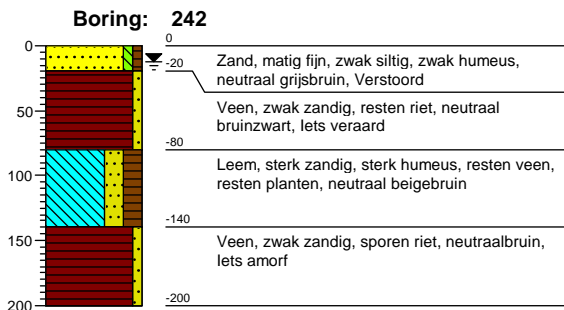 Boring: 242
0
0
Zand, matig fijn, zwak siltig, zwak humeus,
-20
neutraal grijsbruin, Verstoord
50
Veen, zwak zandig, resten riet, neutraal
bruinzwart, Iets veraard
-80
100
Leem, sterk zandig, sterk humeus, resten veen,
resten planten, neutraal beigebruin
-140
150
Veen, zwak zandig, sporen riet, neutraalbruin,
Iets amorf
200
-200